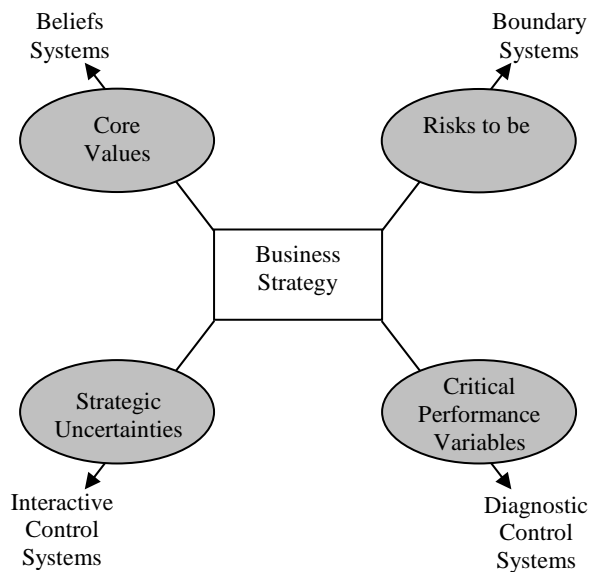 Beliefs
Systems
Boundary
Systems
Core
Values
Risks to be
Business
Strategy
Strategic
Uncertainties
Critical
Performance
Variables
Interactive
Control
Systems
Diagnostic
Control
Systems